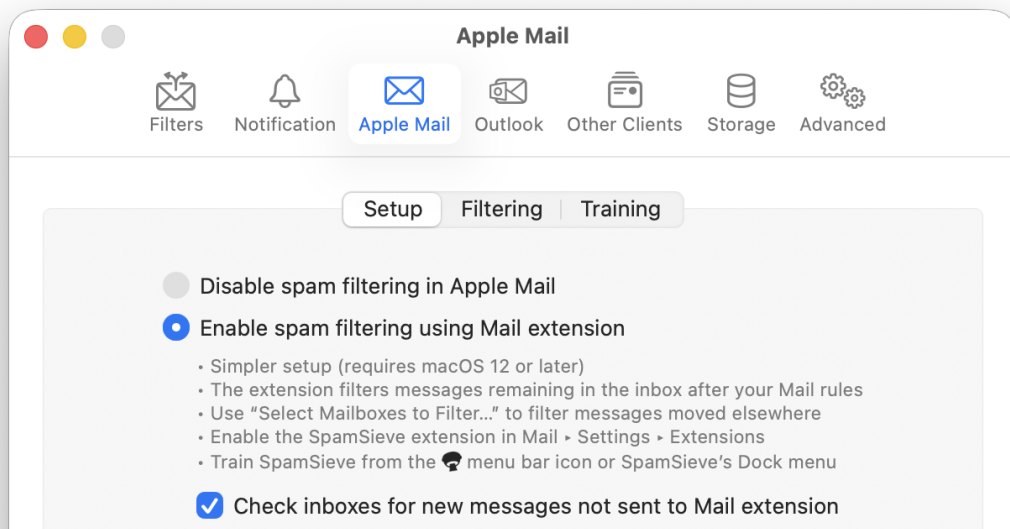 Apple Mail
Filters
Notification
Apple Mail
Outlook
Other Clients
Storage
Advanced
Setup
Filtering
Training
Disable spam filtering in Apple Mail
Enable spam filtering using Mail extension
• Simpler setup (requires macOS 12 or later)
• The extension filters messages remaining in the inbox after your Mail rules
• Use “Select Mailboxes to Filter…” to filter messages moved elsewhere
• Enable the SpamSieve extension in Mail ▸ Settings ▸ Extensions
• Train SpamSieve from the menu bar icon or SpamSieve’s Dock menu
Check inboxes for new messages not sent to Mail extension